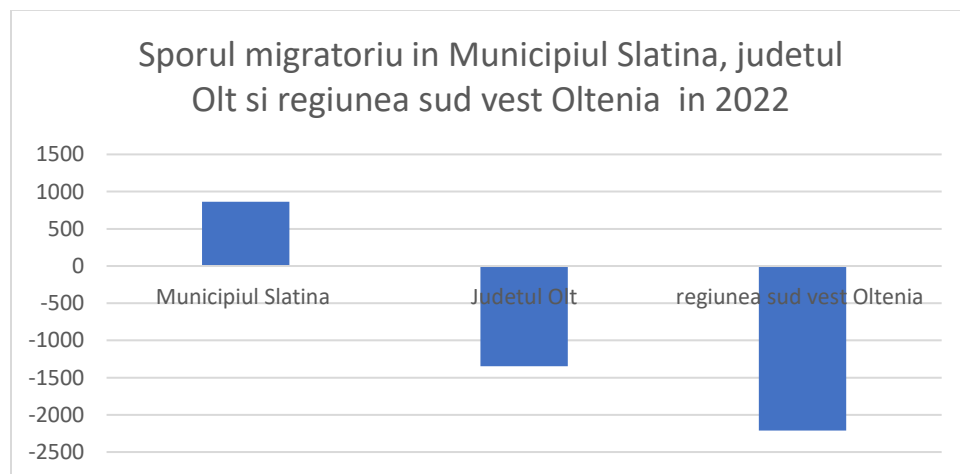 Sporul migratoriu in Municipiul Slatina, judetul
Olt si regiunea sud vest Oltenia in 2022
1500
1000
500
0
-500
-1000
-1500
-2000
-2500
Municipiul Slatina
Judetul Olt
regiunea sud vest Oltenia